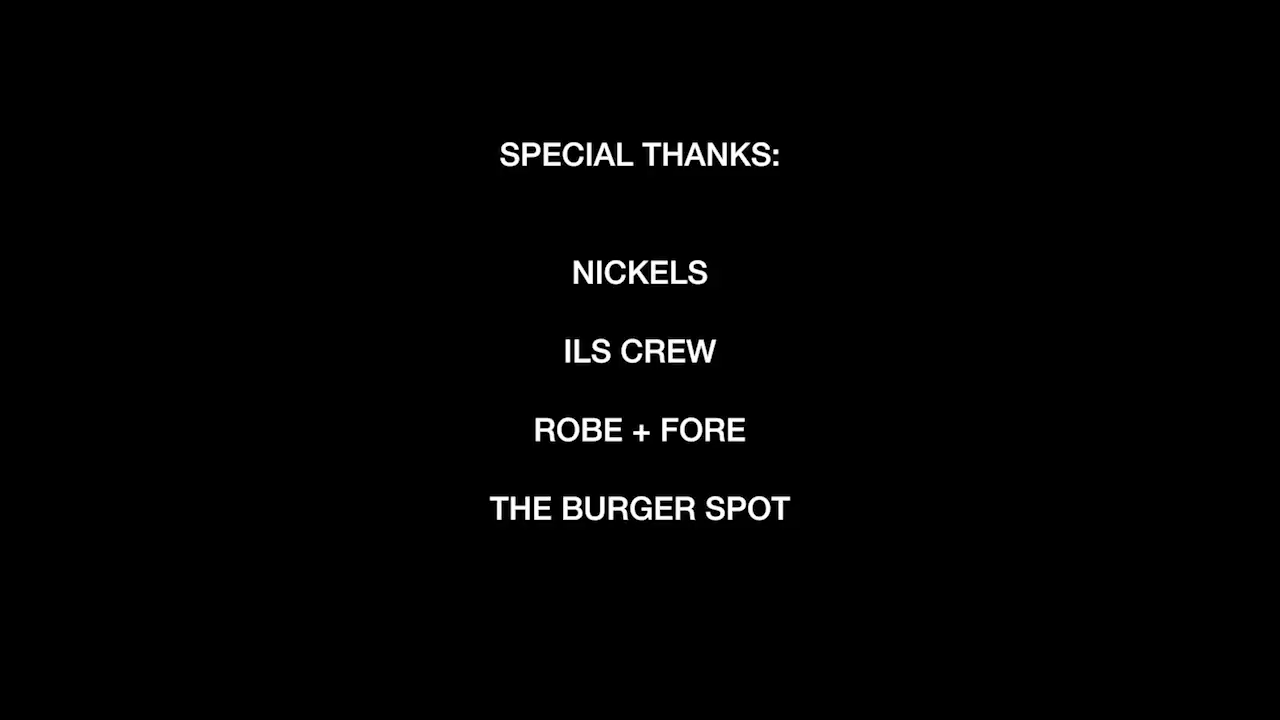 SPECIAL THANKS:
NICKELS
ILS CREW
ROBE + FORE
THE BURGER SPOT